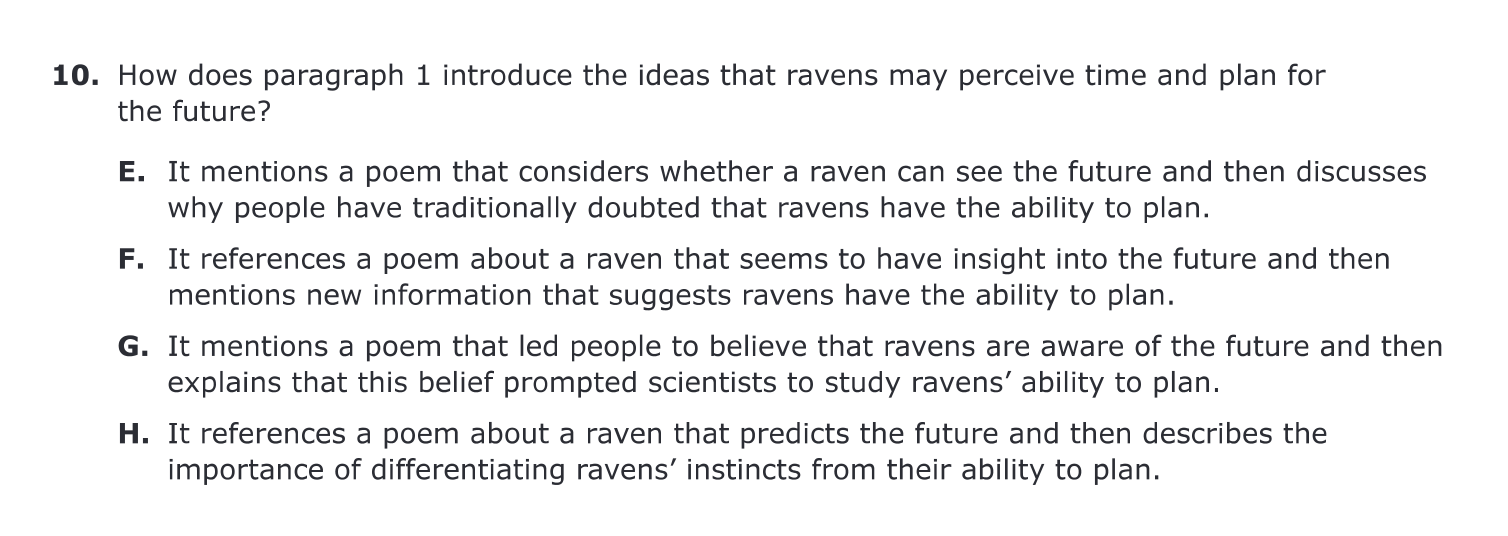 10. How does paragraph 1 introduce the ideas that ravens may perceive time and plan for
the future?
E. It mentions a poem that considers whether a raven can see the future and then discusses
why people have traditionally doubted that ravens have the ability to plan.
F. It references a poem about a raven that seems to have insight into the future and then
mentions new information that suggests ravens have the ability to plan.
G. It mentions a poem that led people to believe that ravens are aware of the future and then
explains that this belief prompted scientists to study ravens’ ability to plan.
H. It references a poem about a raven that predicts the future and then describes the
importance of differentiating ravens’ instincts from their ability to plan.